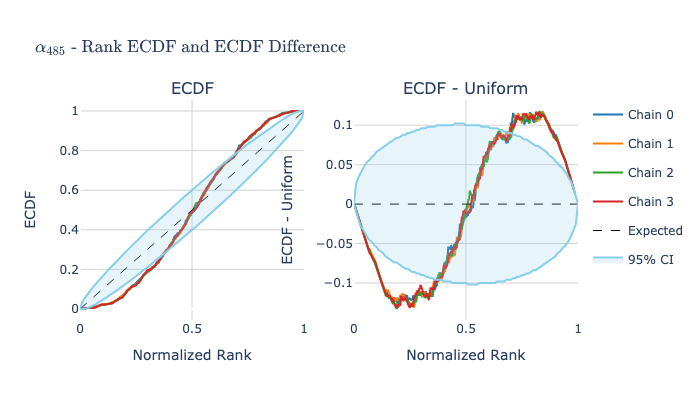 α₄₈₅ - Rank ECDF and ECDF Difference
ECDF
ECDF - Uniform
ECDF
1
0.8
0.6
0.4
0.2
0
0
0.5
1
Normalized Rank
ECDF - Uniform
0.1
0.05
0
−0.05
−0.1
0
0.5
1
Normalized Rank
Chain 0
Chain 1
Chain 2
Chain 3
Expected
95% CI